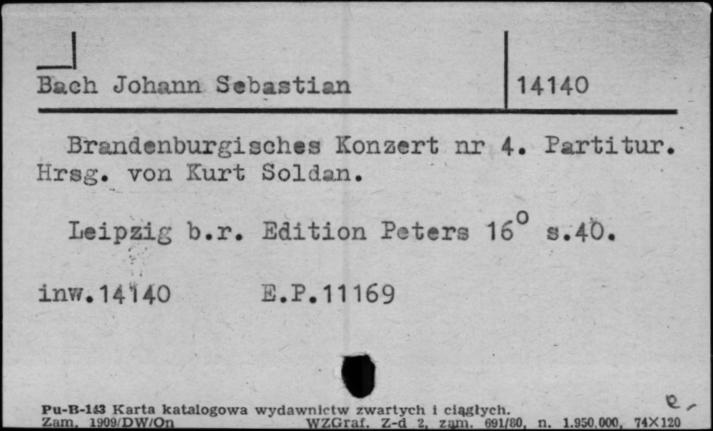 Bach Johann Sebastian 14140
Brandenburgisches Konzert nr 4. Partitur.
Hrsg. von Kurt Soldan.
Leipzig b.r. Edition Peters 16° s.40.
inw.14140 E.P.11169
Pu-B-143 Karta katalogowa wydawnictw zwartych i ciągłych.
Zam. 1909/DW/On WZGraf. Z-d 2, zam. 691/80, n. 1.950.000, 74X120